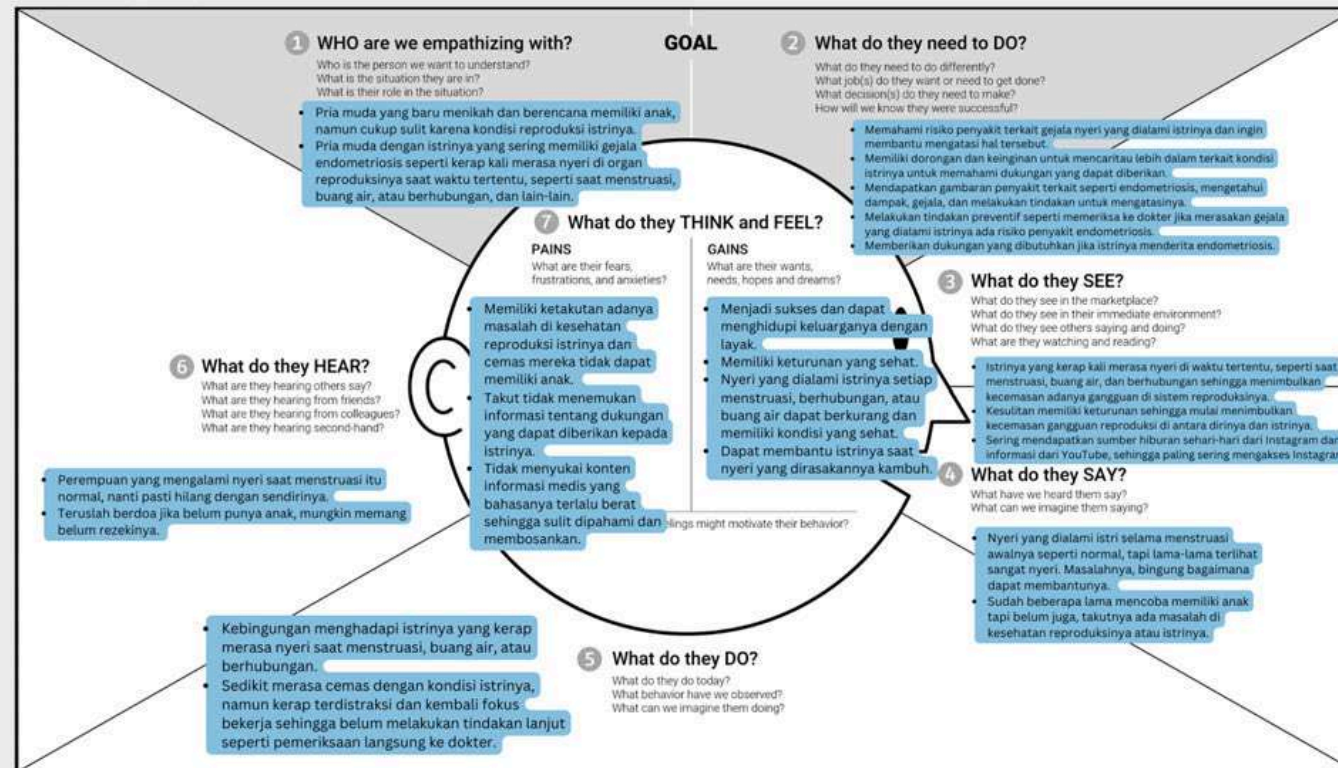 1 WHO are we empathizing with?
Who is the person we want to understand?
What is the situation they are in?
What is their role in the situation?
• Pria muda yang baru menikah dan berencana memiliki anak,
namun cukup sulit karena kondisi reproduksi istrinya.
• Pria muda dengan istrinya yang sering memiliki gejala
endometriosis seperti kerap kali merasa nyeri di organ
reproduksinya saat waktu tertentu, seperti saat menstruasi,
buang air, atau berhubungan, dan lain-lain.
GOAL
2 What do they need to DO?
What do they need to do differently?
What job(s) do they want or need to get done?
What decision(s) do they need to make?
How will we know they were successful?
• Memahami risiko penyakit terkait gejala nyeri yang dialami istrinya dan ingin
membantu mengatasi hal tersebut.
• Memiliki dorongan dan keinginan untuk mencaritau lebih dalam terkait kondisi
istrinya untuk memahami dukungan yang dapat diberikan.
• Mendapatkan gambaran penyakit terkait seperti endometriosis, mengetahui
dampak, gejala, dan melakukan tindakan untuk mengatasinya.
• Melakukan tindakan preventif seperti memeriksa ke dokter jika merasakan gejala
yang dialami istrinya ada risiko penyakit endometriosis.
• Memberikan dukungan yang dibutuhkan jika istrinya menderita endometriosis.
3 What do they SEE?
What do they see in the marketplace?
What do they see in their immediate environment?
What do they see others saying and doing?
What are they watching and reading?
• Istrinya yang kerap kali merasa nyeri di waktu tertentu, seperti saat
menstruasi, buang air, dan berhubungan sehingga menimbulkan
kecemasan adanya gangguan di sistem reproduksinya.
• Kesulitan memiliki keturunan sehingga mulai menimbulkan
kecemasan gangguan reproduksi di antara dirinya dan istrinya.
• Sering mendapatkan sumber hiburan sehari-hari dari Instagram dan
informasi dari YouTube, sehingga paling sering mengakses Instagram
4 What do they SAY?
What have we heard them say?
What can we imagine them saying?
• Nyeri yang dialami istri selama menstruasi
awalnya seperti normal, tapi lama-lama terlihat
sangat nyeri. Masalahnya, bingung bagaimana
dapat membantunya.
• Sudah beberapa lama mencoba memiliki anak
tapi belum juga, takutnya ada masalah di
kesehatan reproduksinya atau istrinya.
5 What do they DO?
What do they do today?
What behavior have we observed?
What can we imagine them doing?
• Kebingungan menghadapi istrinya yang kerap
merasa nyeri saat menstruasi, buang air, atau
berhubungan.
• Sedikit merasa cemas dengan kondisi istrinya,
namun kerap terdistraksi dan kembali fokus
bekerja sehingga belum melakukan tindakan lanjut
seperti pemeriksaan langsung ke dokter.
6 What do they HEAR?
What are they hearing others say?
What are they hearing from friends?
What are they hearing from colleagues?
What are they hearing second-hand?
• Perempuan yang mengalami nyeri saat menstruasi itu
normal, nanti pasti hilang dengan sendirinya.
• Teruslah berdoa jika belum punya anak, mungkin memang
belum rezekinya.
7 What do they THINK and FEEL?
PAINS
What are their fears,
frustrations, and anxieties?
• Memiliki ketakutan adanya
masalah di kesehatan
reproduksi istrinya dan
cemas mereka tidak dapat
memiliki anak.
• Takut tidak menemukan
informasi tentang dukungan
yang dapat diberikan kepada
istrinya.
• Tidak menyukai konten
informasi medis yang
bahasanya terlalu berat
sehingga sulit dipahami dan
membosankan.
GAINS
What are their wants,
needs, hopes and dreams?
• Menjadi sukses dan dapat
menghidupi keluarganya dengan
layak.
• Memiliki keturunan yang sehat.
• Nyeri yang dialami istrinya setiap
menstruasi, berhubungan, atau
buang air dapat berkurang dan
memiliki kondisi yang sehat.
• Dapat membantu istrinya saat
nyeri yang dirasakannya kambuh.
elings might motivate their behavior?